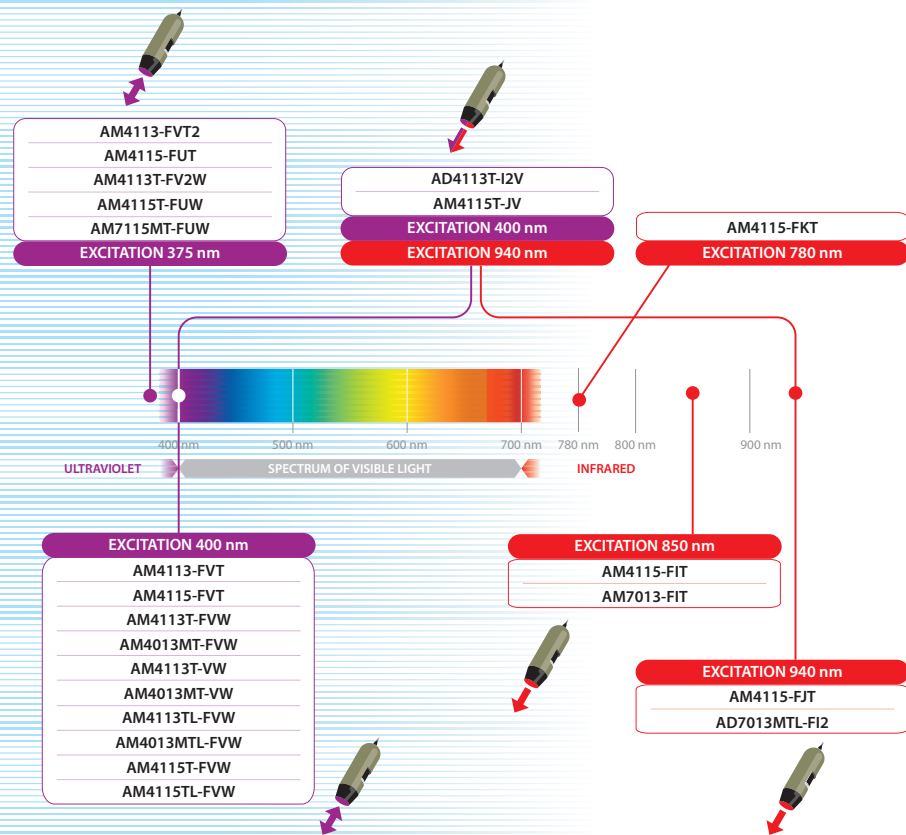 AM4113-FVT2
AM4115-FUT
AM4113T-FV2W
AM4115T-FUW
AM7115MT-FUW
EXCITATION 375 nm
AD4113T-I2V
AM4115T-JV
EXCITATION 400 nm
EXCITATION 940 nm
AM4115-FKT
EXCITATION 780 nm
400 nm
500 nm
600 nm
700 nm
780 nm
800 nm
900 nm
ULTRAVIOLET
SPECTRUM OF VISIBLE LIGHT
INFRARED
EXCITATION 400 nm
AM4113-FVT
AM4115-FVT
AM4113T-FVW
AM4013MT-FVW
AM4113T-VW
AM4013MT-VW
AM4113TL-FVW
AM4013MTL-FVW
AM4115T-FVW
AM4115TL-FVW
EXCITATION 850 nm
AM4115-FIT
AM7013-FIT
EXCITATION 940 nm
AM4115-FJT
AD7013MTL-FI2